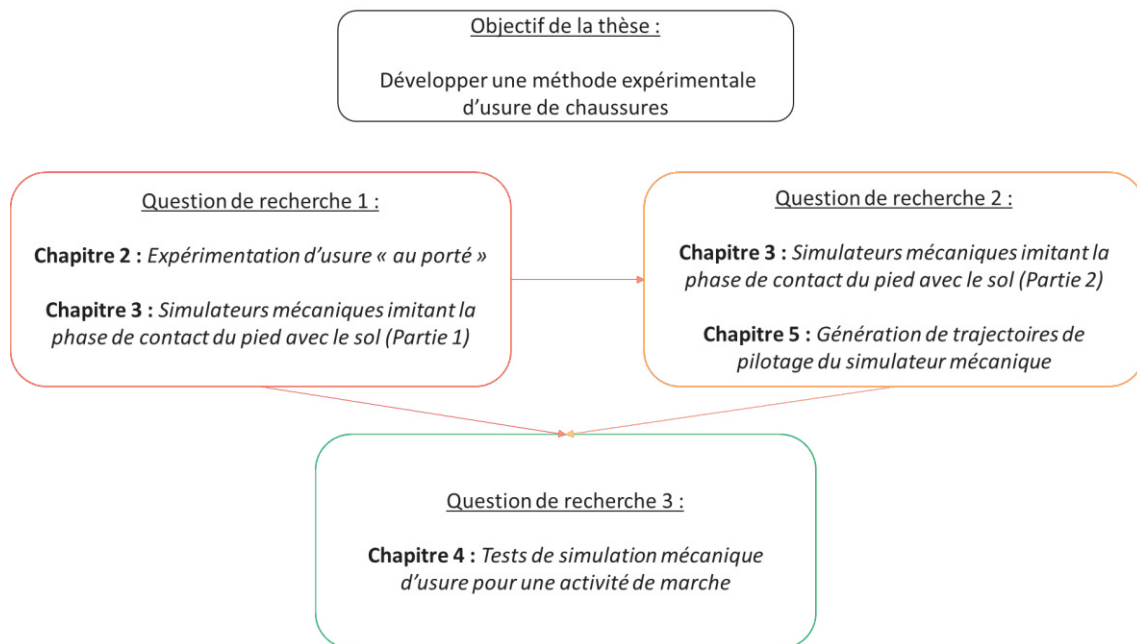 Objectif de la thèse :
Développer une méthode expérimentale
d'usure de chaussures
Question de recherche 1 :
Chapitre 2 : Expérimentation d'usure « au porté »
Chapitre 3 : Simulateurs mécaniques imitant la
phase de contact du pied avec le sol (Partie 1)
Question de recherche 2 :
Chapitre 3 : Simulateurs mécaniques imitant la
phase de contact du pied avec le sol (Partie 2)
Chapitre 5 : Génération de trajectoires de
pilotage du simulateur mécanique
Question de recherche 3 :
Chapitre 4 : Tests de simulation mécanique
d'usure pour une activité de marche